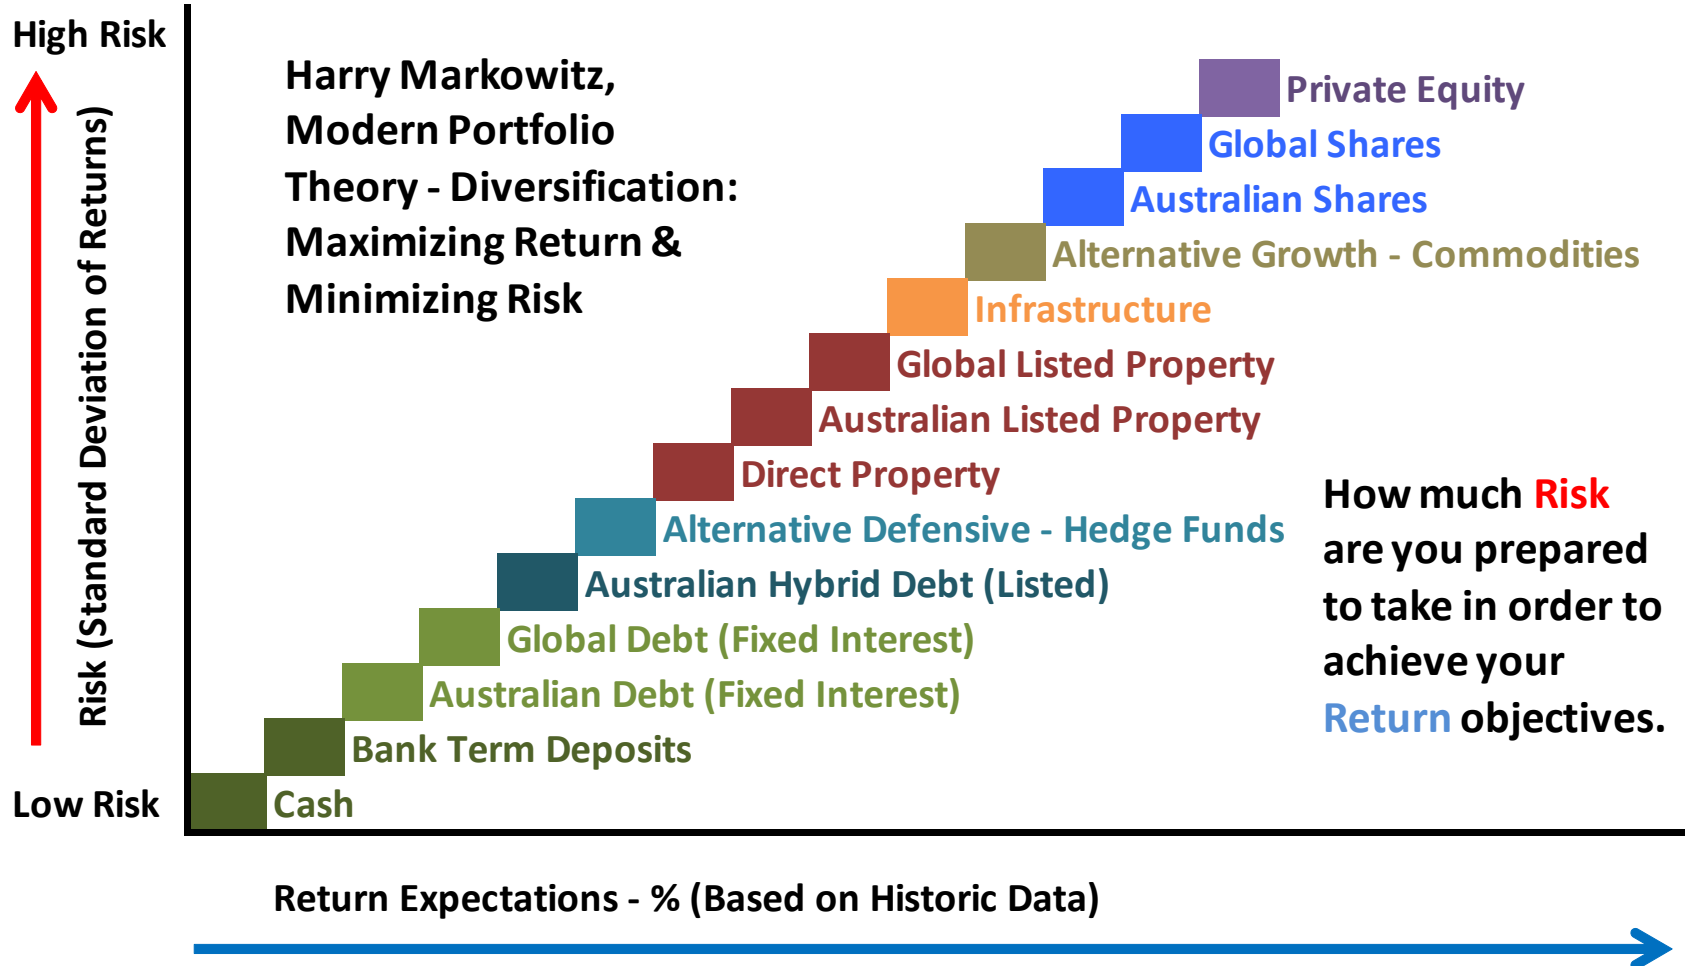 High Risk
Risk (Standard Deviation of Returns)
Low Risk
Harry Markowitz,
Modern Portfolio
Theory - Diversification:
Maximizing Return &
Minimizing Risk
Private Equity
Global Shares
Australian Shares
Alternative Growth - Commodities
Infrastructure
Global Listed Property
Australian Listed Property
Direct Property
Alternative Defensive - Hedge Funds
Australian Hybrid Debt (Listed)
Global Debt (Fixed Interest)
Australian Debt (Fixed Interest)
Bank Term Deposits
Cash
How much Risk
are you prepared
to take in order to
achieve your
Return objectives.
Return Expectations - % (Based on Historic Data)